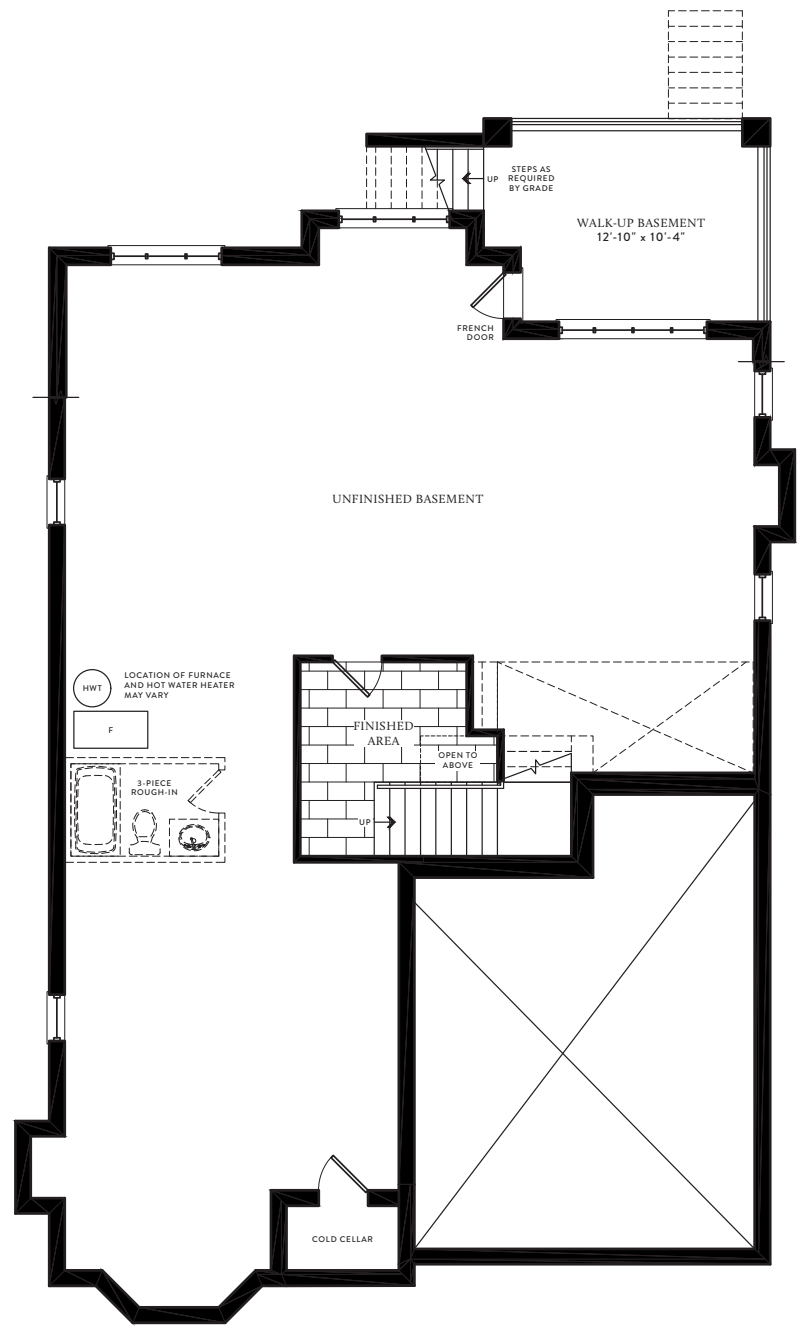 UP
STEPS AS
REQUIRED
BY GRADE
WALK-UP BASEMENT
12'-10" x 10'-4"
FRENCH
DOOR
UNFINISHED BASEMENT
HWT
LOCATION OF FURNACE
AND HOT WATER HEATER
MAY VARY
F
FINISHED
AREA
OPEN TO
ABOVE
3-PIECE
ROUGH-IN
UP
COLD CELLAR